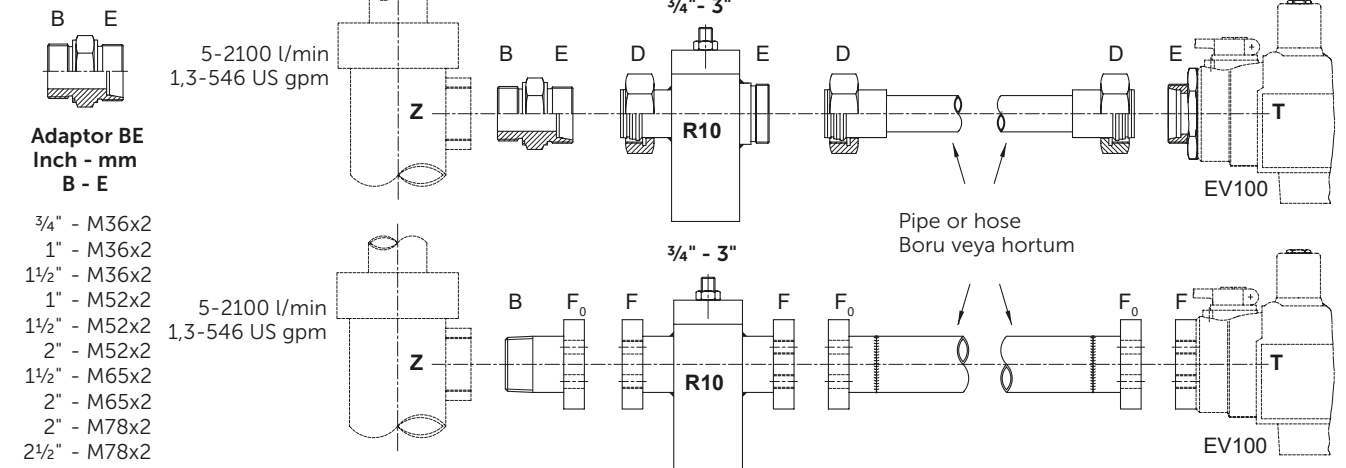 B E
Adaptor BE
Inch - mm
B - E
¾" - M36x2
1" - M36x2
1½" - M36x2
1" - M52x2
1½" - M52x2
2" - M52x2
1½" - M65x2
2" - M65x2
2" - M78x2
2½" - M78x2
¾"- 3"
5-2100 l/min
1,3-546 US gpm
B E D E D D E
Z R10 T
EV100
Pipe or hose
Boru veya hortum
¾" - 3"
5-2100 l/min
1,3-546 US gpm
B F₀ F F F₀ F₀ F
Z R10 T
EV100